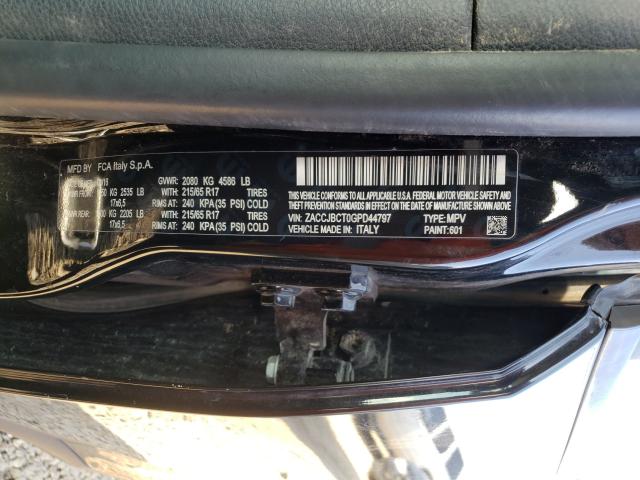 MFD BY FCA Italy S.p.A. GVWR: 2080 KG 4586 LB
KG 2535 LB WITH 215/65 R17 TIRES
17x6,5 RIMS AT: 240 KPA(35 PSI) COLD
KG 2205 LB WITH 215/65 R17 TIRES
17x6,5 RIMS AT: 240 KPA(35 PSI) COLD
THIS VEHICLE CONFORMS TO ALL APPLICABLE U.S.A. FEDERAL MOTOR VEHICLE
SAFETY, BUMPER, AND THEFT PREVENTION STANDARDS IN
EFFECT ON THE DATE OF MANUFACTURE SHOWN ABOVE.
VIN: ZACCJBCT0GPD44797 TYPE: MPV
VEHICLE MADE IN: ITALY PAINT: 601